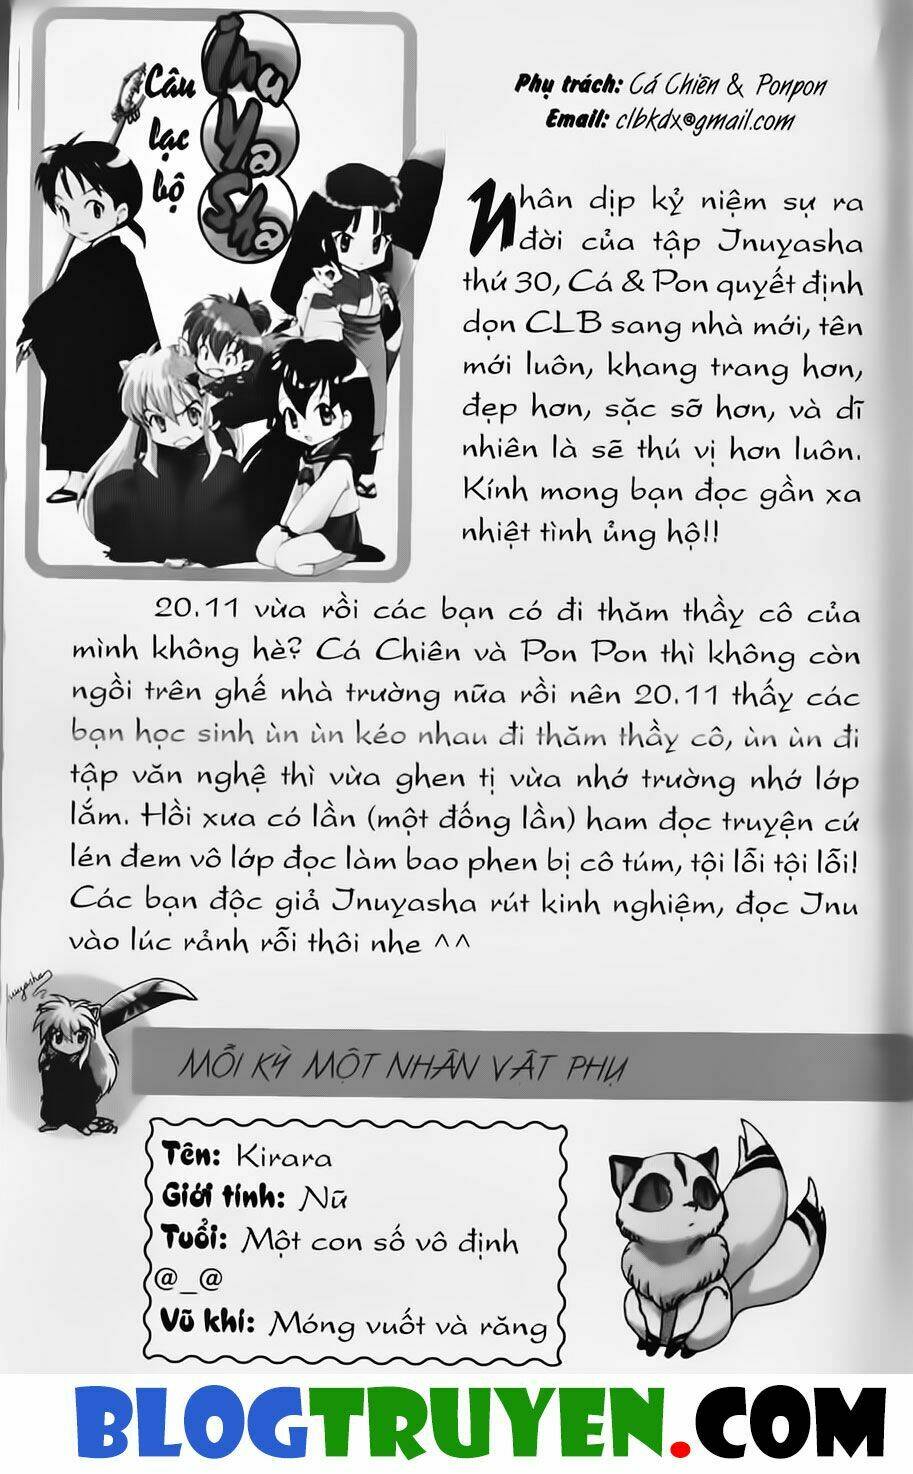 Câu
lạc
bộ
Inu
Ya
Sha
Phụ trách: Cá Chiên & Ponpon
Email: clbkdx@gmail.com
Nhân dịp kỷ niệm sự ra
đời của tập Inuyasha
thứ 30, Cá & Pon quyết định
dọn CLB sang nhà mới, tên
mới luôn, khang trang hơn,
đẹp hơn, sặc sỡ hơn, và dĩ
nhiên là sẽ thú vị hơn luôn.
Kính mong bạn đọc gần xa
nhiệt tình ủng hộ!!
20.11 vừa rồi các bạn có đi thăm thầy cô của
mình không hè? Cá Chiên và Pon Pon thì không còn
ngồi trên ghế nhà trường nữa rồi nên 20.11 thấy các
bạn học sinh ùn ùn kéo nhau đi thăm thầy cô, ùn ùn đi
tập văn nghệ thì vừa ghen tị vừa nhớ trường nhớ lớp
lắm. Hồi xưa có lần (một đống lần) ham đọc truyện cứ
lén đem vô lớp đọc làm bao phen bị cô túm, tội lỗi tội lỗi!
Các bạn độc giả Inuyasha rút kinh nghiệm, đọc Inu
vào lúc rảnh rỗi thôi nhe ^^
Inuyasha
MỖI KỲ MỘT NHÂN VẬT PHỤ
Tên: Kirara
Giới tính: Nữ
Tuổi: Một con số vô định
@_@
Vũ khí: Móng vuốt và răng
BLOGTRUYEN.COM